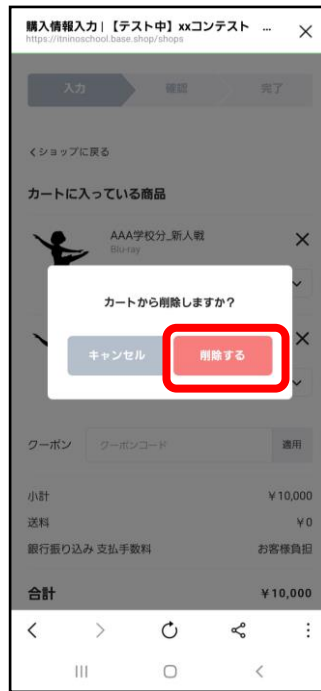 購入情報入力 | 【テスト中】xxコンテスト ...
https://itninoschool.base.shop/shops
入力
確認
完了
くショップに戻る
カートに入っている商品
AAA学校分_新人戦
Blu-ray
カートから削除しますか？
キャンセル
削除する
クーポン
クーポンコード
適用
小計
￥10,000
送料
￥0
銀行振り込み 支払手数料
お客様負担
合計
￥10,000